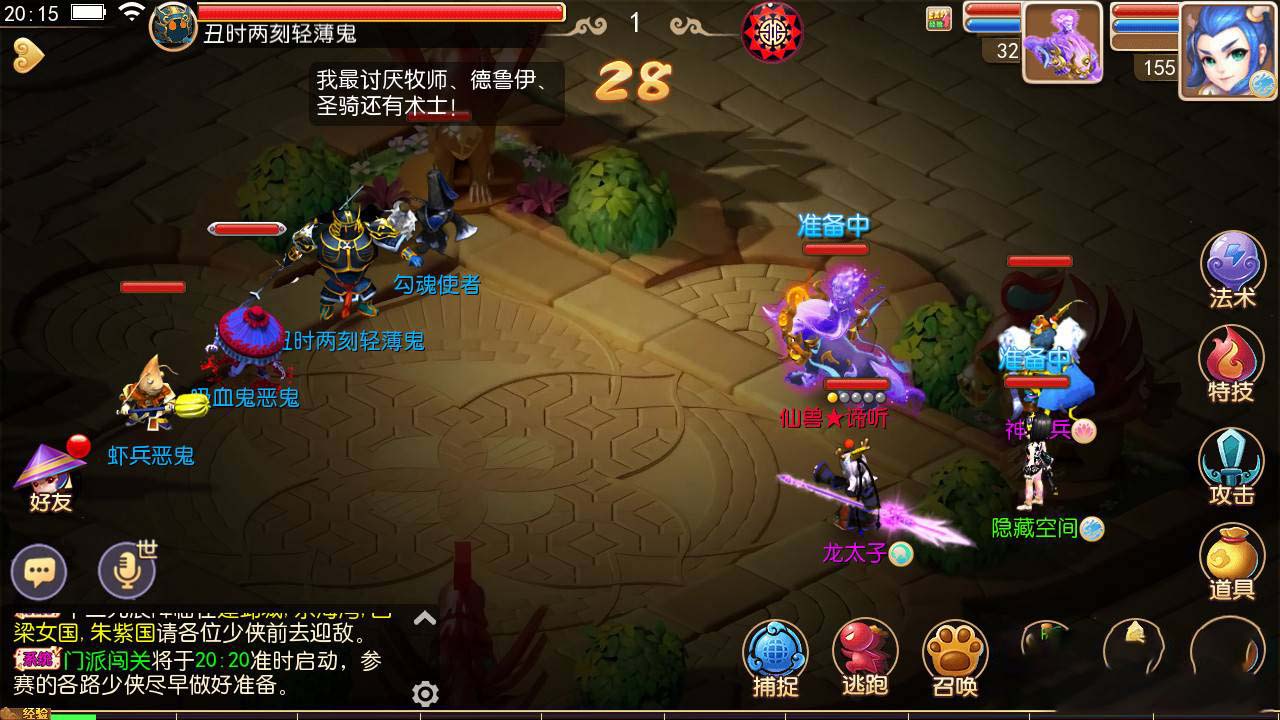 20:15
丑时两刻轻薄鬼
1
32
155
我最讨厌牧师、德鲁伊、
圣骑还有术士!
28
准备中
勾魂使者
丑时两刻轻薄鬼
吸血鬼恶鬼
虾兵恶鬼
仙兽★谛听
准备中
龙太子
隐藏空间
法术
特技
攻击
道具
好友
世
梁女国,朱紫国请各位少侠前去迎敌。
系统 门派闯关将于20:20准时启动，参
赛的各路少侠尽早做好准备。
捕捉
逃跑
召唤
经验